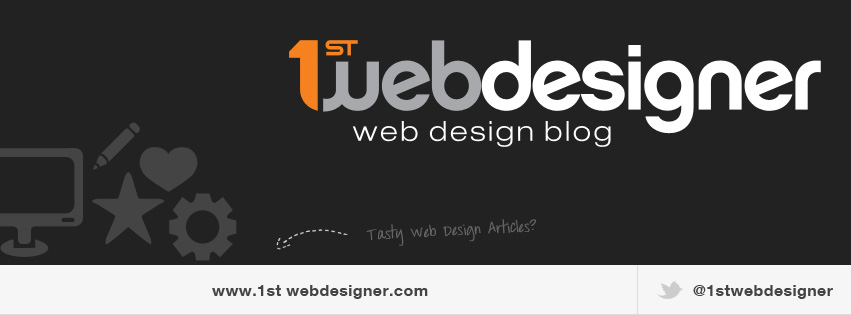 1ST webdesigner
web design blog
Tasty Web Design Articles?
www.1st webdesigner.com
@1stwebdesigner